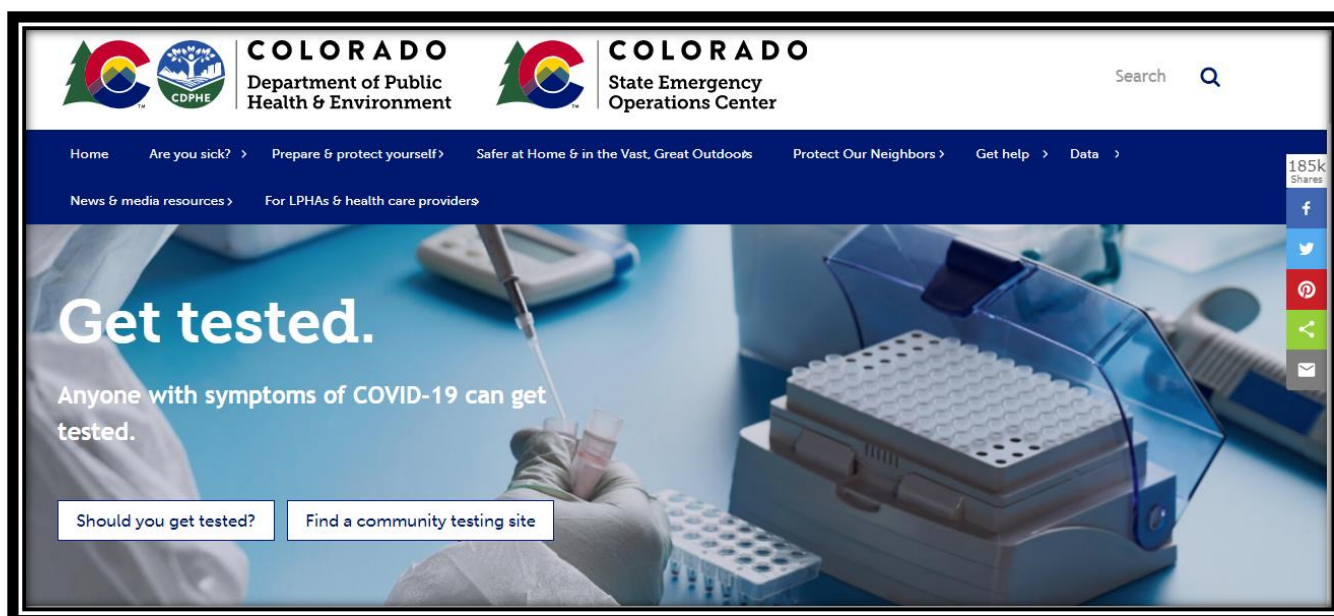 COLORADO
Department of Public
Health & Environment
CDPHE
TM
COLORADO
State Emergency
Operations Center
TM
Search
Home
Are you sick? >
Prepare & protect yourself >
Safer at Home & in the Vast, Great Outdoors
Protect Our Neighbors >
Get help >
Data >
News & media resources >
For LPHAs & health care providers
185k
Shares
Get tested.
Anyone with symptoms of COVID-19 can get
tested.
Should you get tested?
Find a community testing site